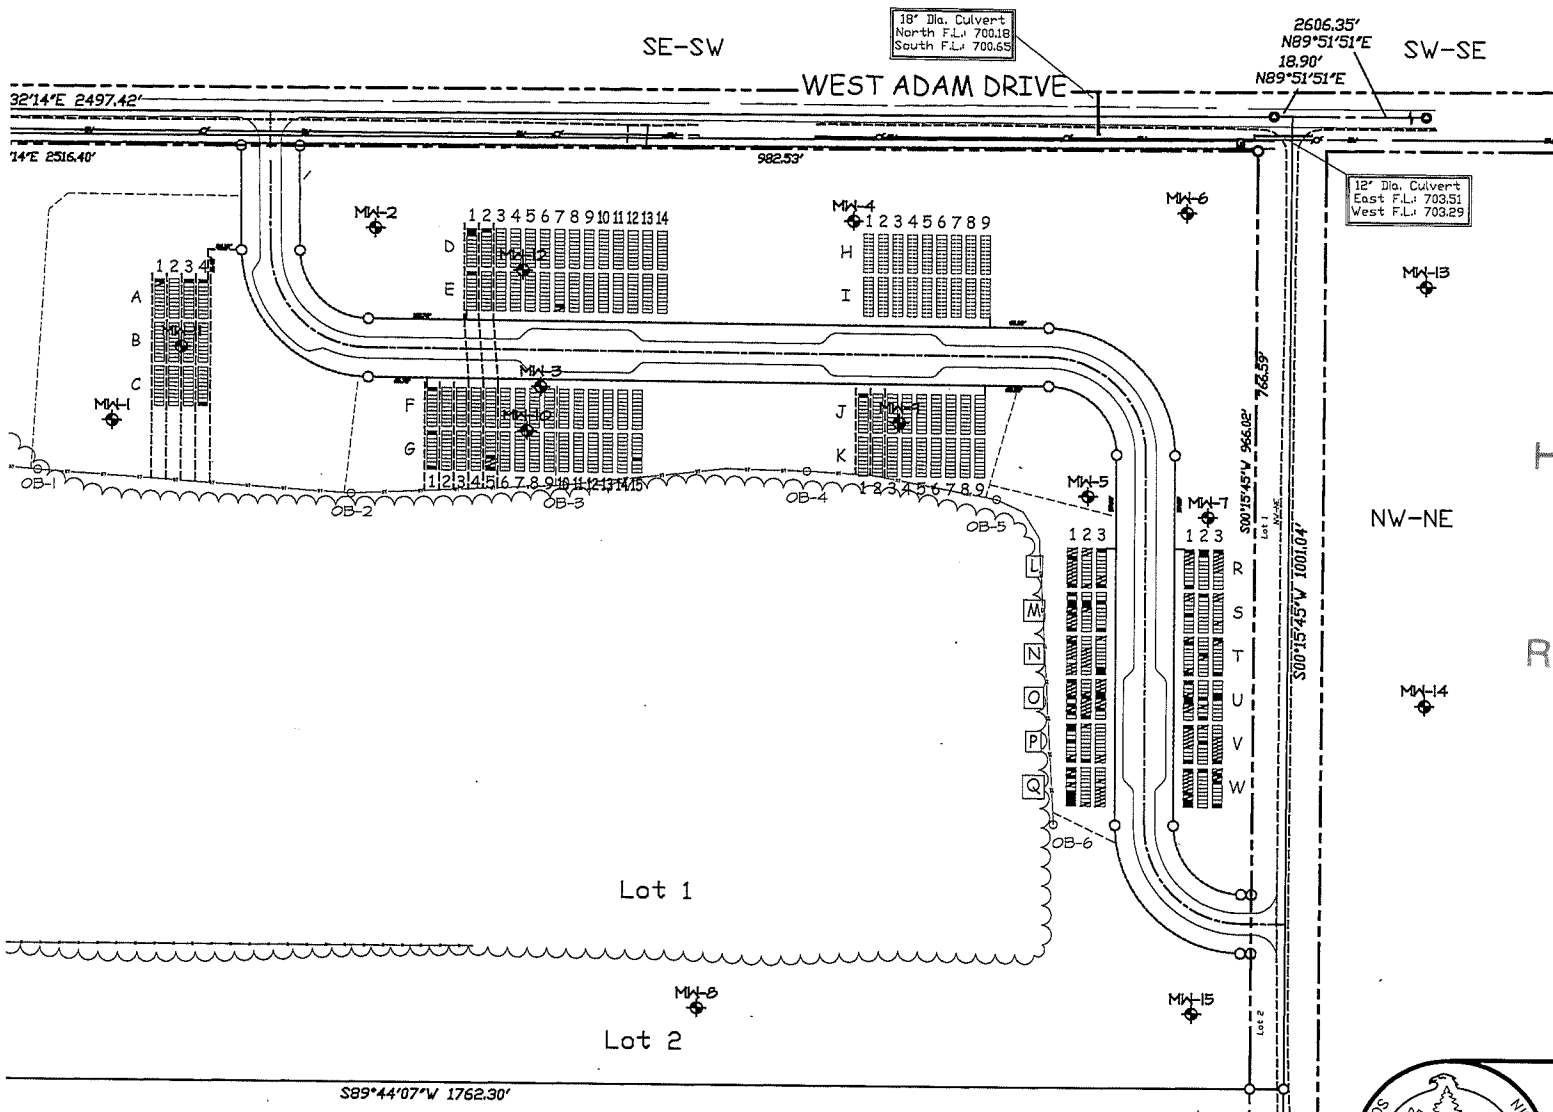 SE-SW
18" Dia. Culvert
North F.L.: 700.18
South F.L.: 700.65
2606.35'
N89°51'51"E
18.90'
N89°51'51"E
SW-SE
WEST ADAM DRIVE
32'14"E 2497.42'
'14"E 2516.40'
982.53'
12" Dia. Culvert
East F.L.: 703.51
West F.L.: 703.29
MW-2
MW-4
MW-6
MW-13
1 2 3 4 5 6 7 8 9 10 11 12 13 14
1 2 3 4 5 6 7 8 9
D
MW-12
E
H
I
1 2 3 4
A
B
C
MW-1
MW-3
766.59'
S00°15'45"W 966.02'
F
MW-10
G
J
K
1 2 3 4 5 6 7 8 9 10 11 12 13 14 15
1 2 3 4 5 6 7 8 9
OB-1
OB-2
OB-3
OB-4
OB-5
MW-5
MW-7
Lot 1
NW-NE
NW-NE
S00°15'45"W 1001.04'
1 2 3
1 2 3
L
M
N
O
P
Q
R
S
T
U
V
W
R
MW-14
OB-6
Lot 1
MW-8
MW-15
Lot 2
Lot 2
S89°44'07"W 1762.30'